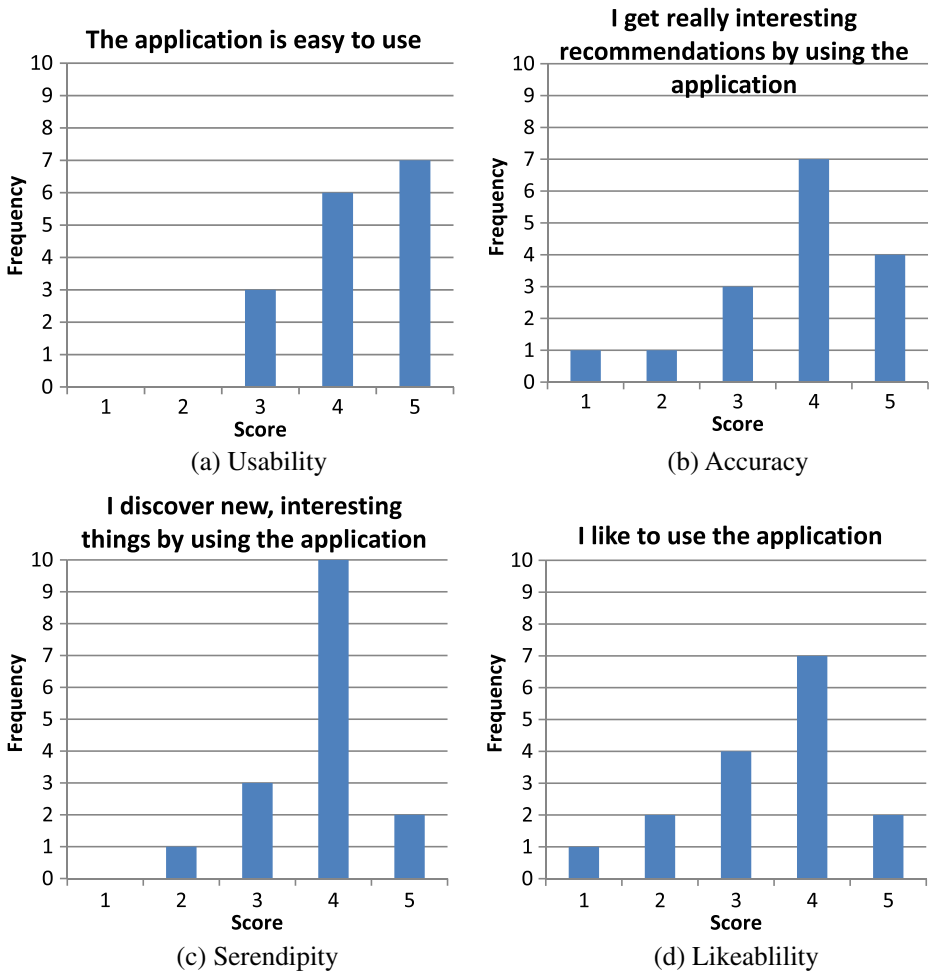 The application is easy to use
10
9
8
7
6
5
4
3
2
1
0
Frequency
1 2 3 4 5
Score
(a) Usability
I get really interesting
recommendations by using the
application
10
9
8
7
6
5
4
3
2
1
0
Frequency
1 2 3 4 5
Score
(b) Accuracy
I discover new, interesting
things by using the application
10
9
8
7
6
5
4
3
2
1
0
Frequency
1 2 3 4 5
Score
(c) Serendipity
I like to use the application
10
9
8
7
6
5
4
3
2
1
0
Frequency
1 2 3 4 5
Score
(d) Likeablility